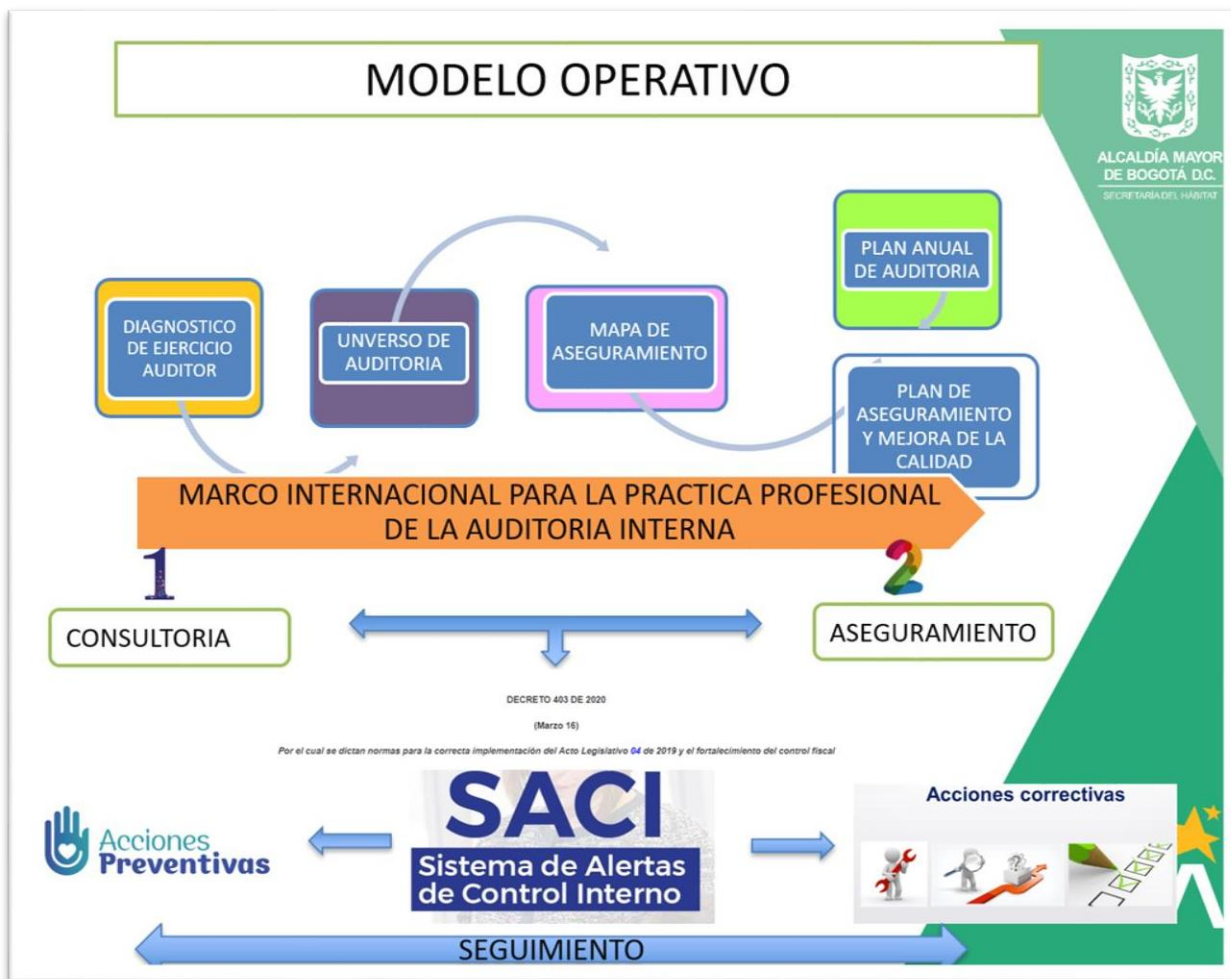 MODELO OPERATIVO
ALCALDÍA MAYOR
DE BOGOTÁ D.C.
SECRETARÍA DEL HÁBITAT
DIAGNOSTICO
DE EJERCICIO
AUDITOR
UNVERSO DE
AUDITORIA
MAPA DE
ASEGURAMIENTO
PLAN ANUAL
DE AUDITORIA
PLAN DE
ASEGURAMIENTO
Y MEJORA DE LA
CALIDAD
MARCO INTERNACIONAL PARA LA PRACTICA PROFESIONAL
DE LA AUDITORIA INTERNA
1
2
CONSULTORIA
ASEGURAMIENTO
DECRETO 403 DE 2020
(Marzo 16)
Por el cual se dictan normas para la correcta implementación del Acto Legislativo 04 de 2019 y el fortalecimiento del control fiscal
Acciones
Preventivas
SACI
Sistema de Alertas
de Control Interno
Acciones correctivas
SEGUIMIENTO